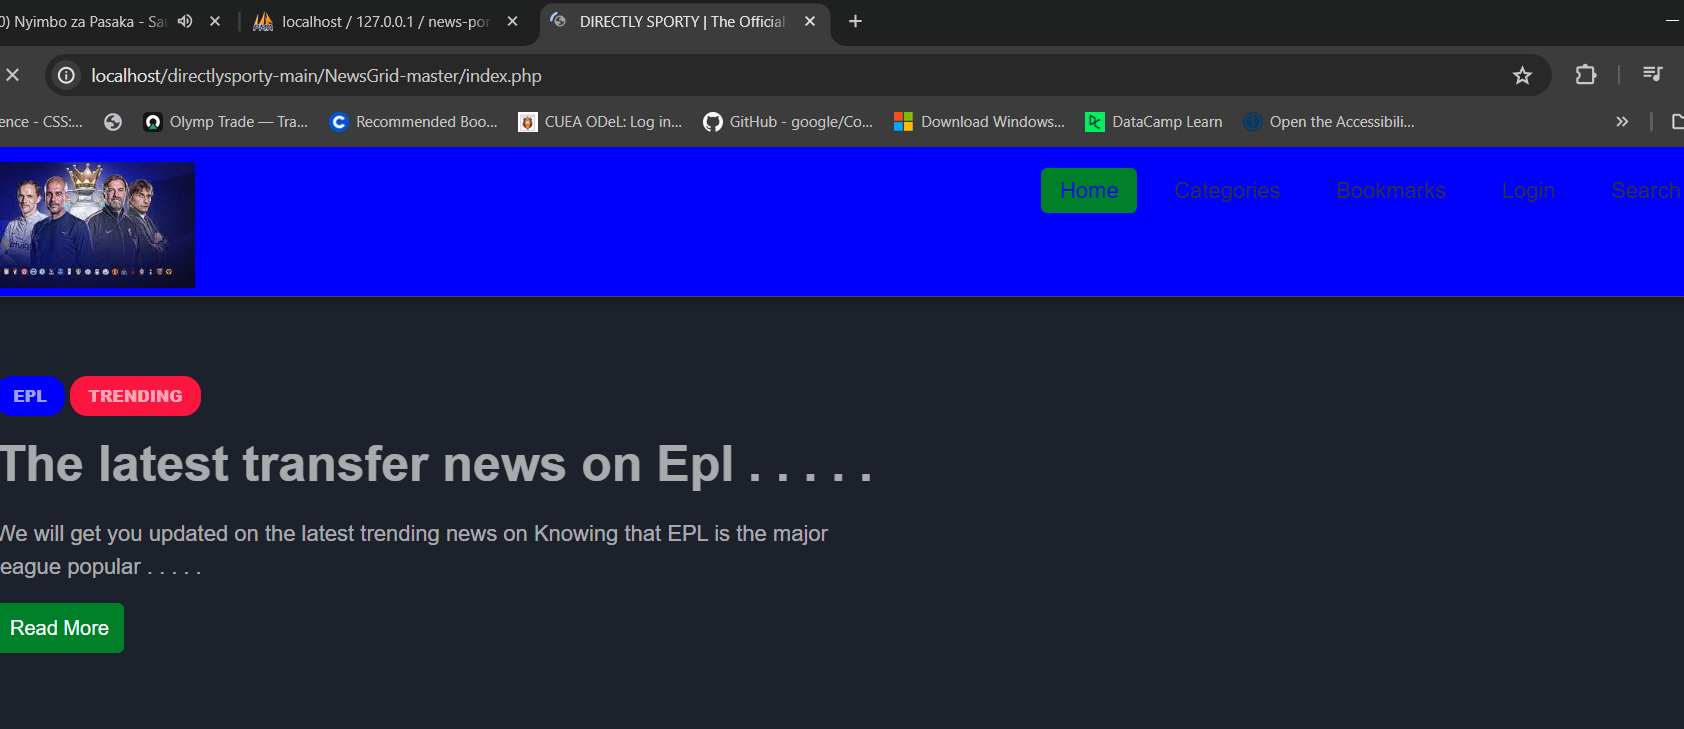 0) Nyimbo za Pasaka - Sau
localhost / 127.0.0.1 / news-por
DIRECTLY SPORTY | The Official
localhost/directlysporty-main/NewsGrid-master/index.php
ence - CSS:...
Olymp Trade — Tra...
Recommended Boo...
CUEA ODeL: Log in...
GitHub - google/Co...
Download Windows...
DataCamp Learn
Open the Accessibili...
Home
Categories
Bookmarks
Login
Search
EPL
TRENDING
The latest transfer news on Epl . . . . .
We will get you updated on the latest trending news on Knowing that EPL is the major
league popular . . . . .
Read More